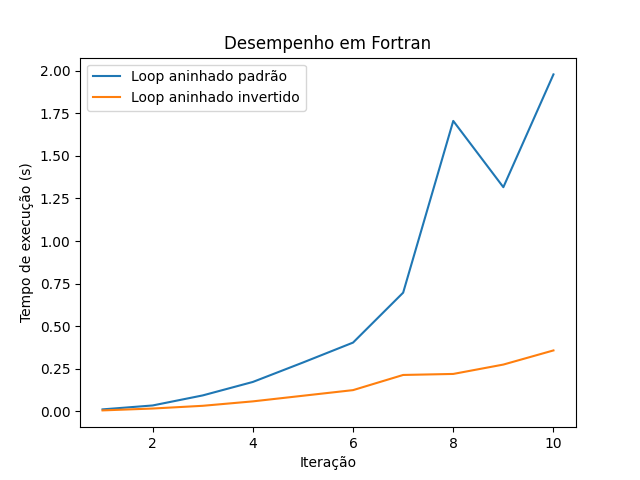 Desempenho em Fortran
Loop aninhado padrão
Loop aninhado invertido
Tempo de execução (s)
2.00
1.75
1.50
1.25
1.00
0.75
0.50
0.25
0.00
2 4 6 8 10
Iteração